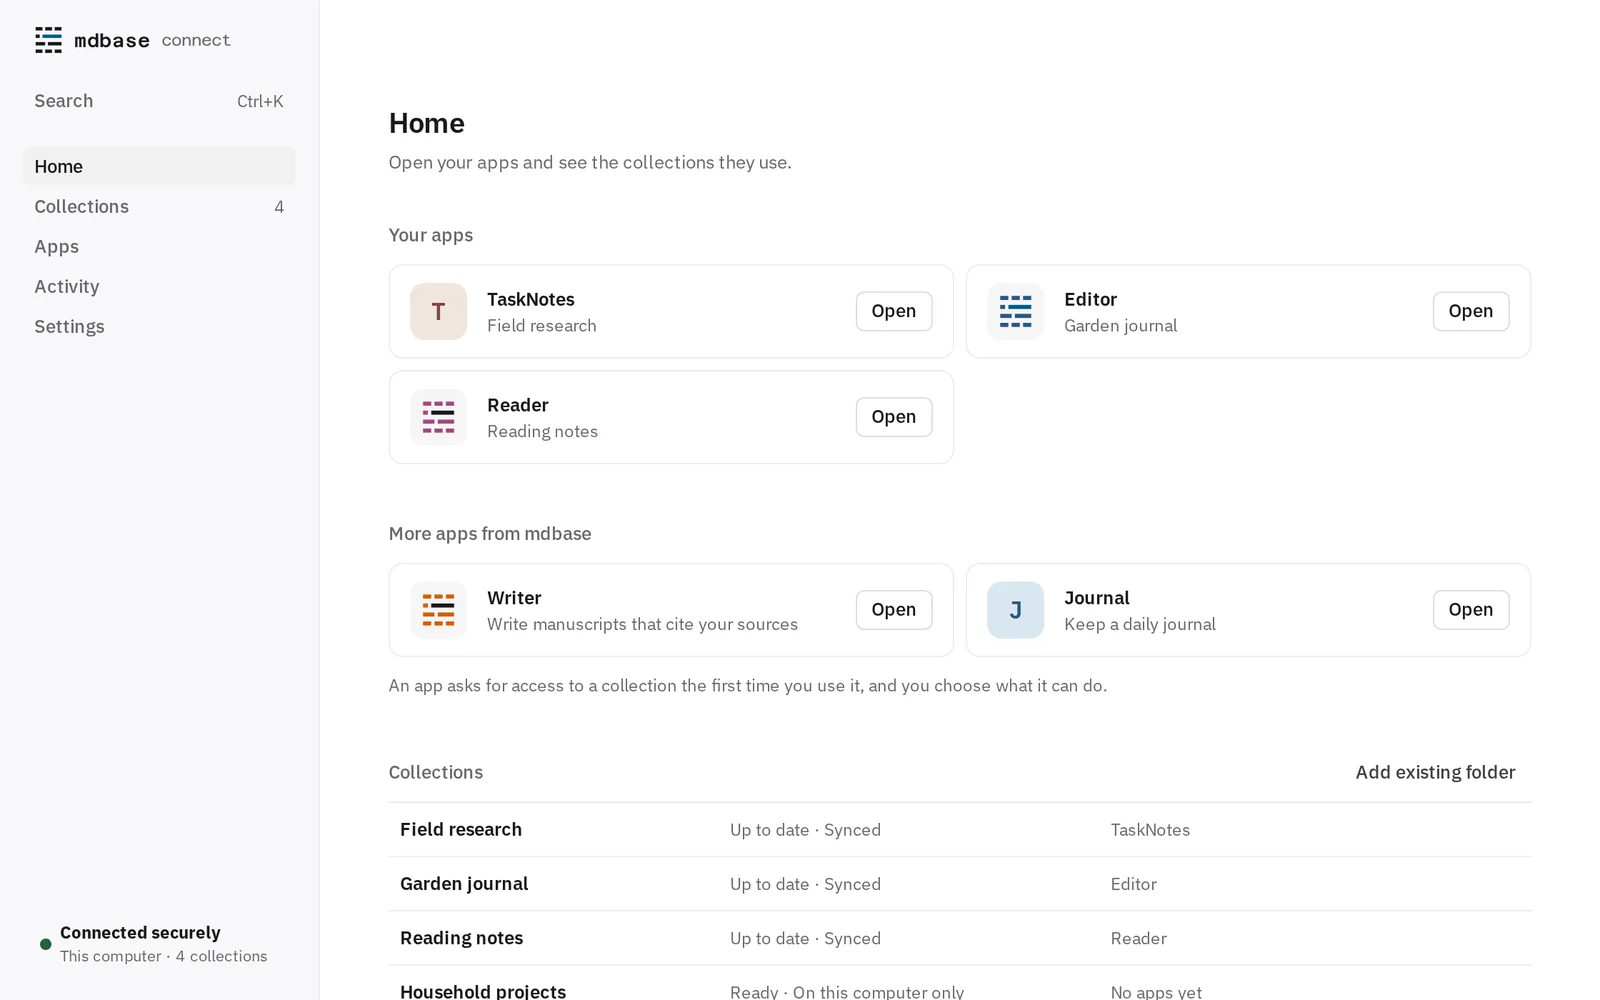 mdbase connect
Search Ctrl+K
Home
Collections 4
Apps
Activity
Settings
Connected securely
This computer · 4 collections
Home
Open your apps and see the collections they use.
Your apps
T
TaskNotes
Field research
Open
Editor
Garden journal
Open
Reader
Reading notes
Open
More apps from mdbase
Writer
Write manuscripts that cite your sources
Open
J
Journal
Keep a daily journal
Open
An app asks for access to a collection the first time you use it, and you choose what it can do.
Collections Add existing folder
Field research Up to date · Synced TaskNotes
Garden journal Up to date · Synced Editor
Reading notes Up to date · Synced Reader
Household projects Ready · On this computer only No apps yet